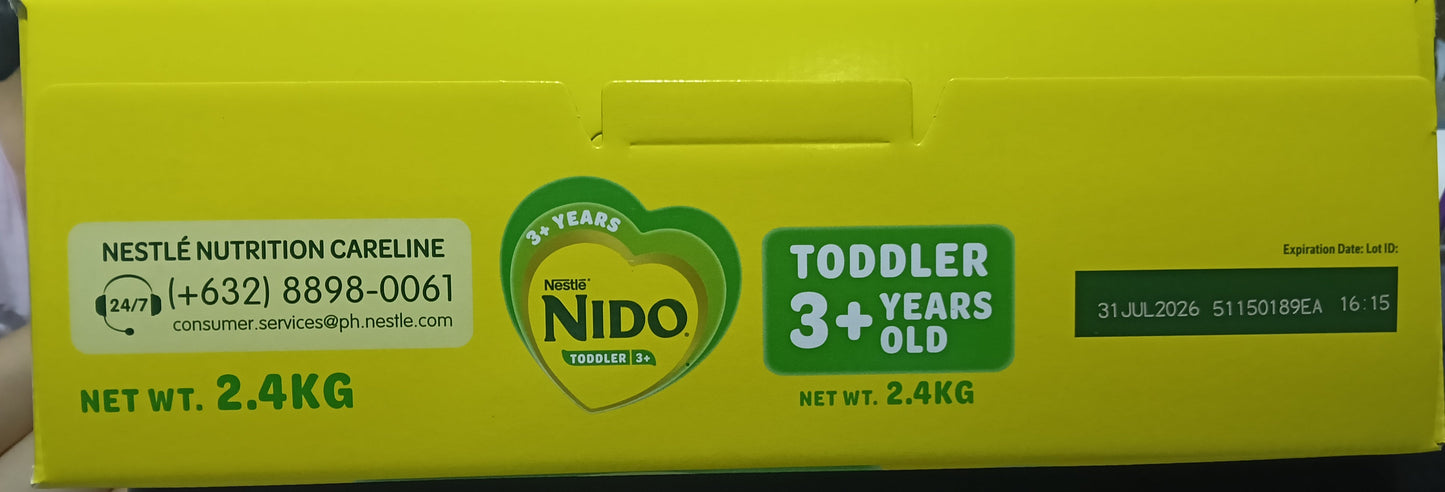 NESTLÉ NUTRITION CARELINE
24/7 (+632) 8898-0061
consumer.services@ph.nestle.com
NET WT. 2.4KG
3+ YEARS
Nestlé®
NIDO®
TODDLER 3+
TODDLER
3+ YEARS OLD
NET WT. 2.4KG
Expiration Date: Lot ID:
31JUL2026 51150189EA 16:15